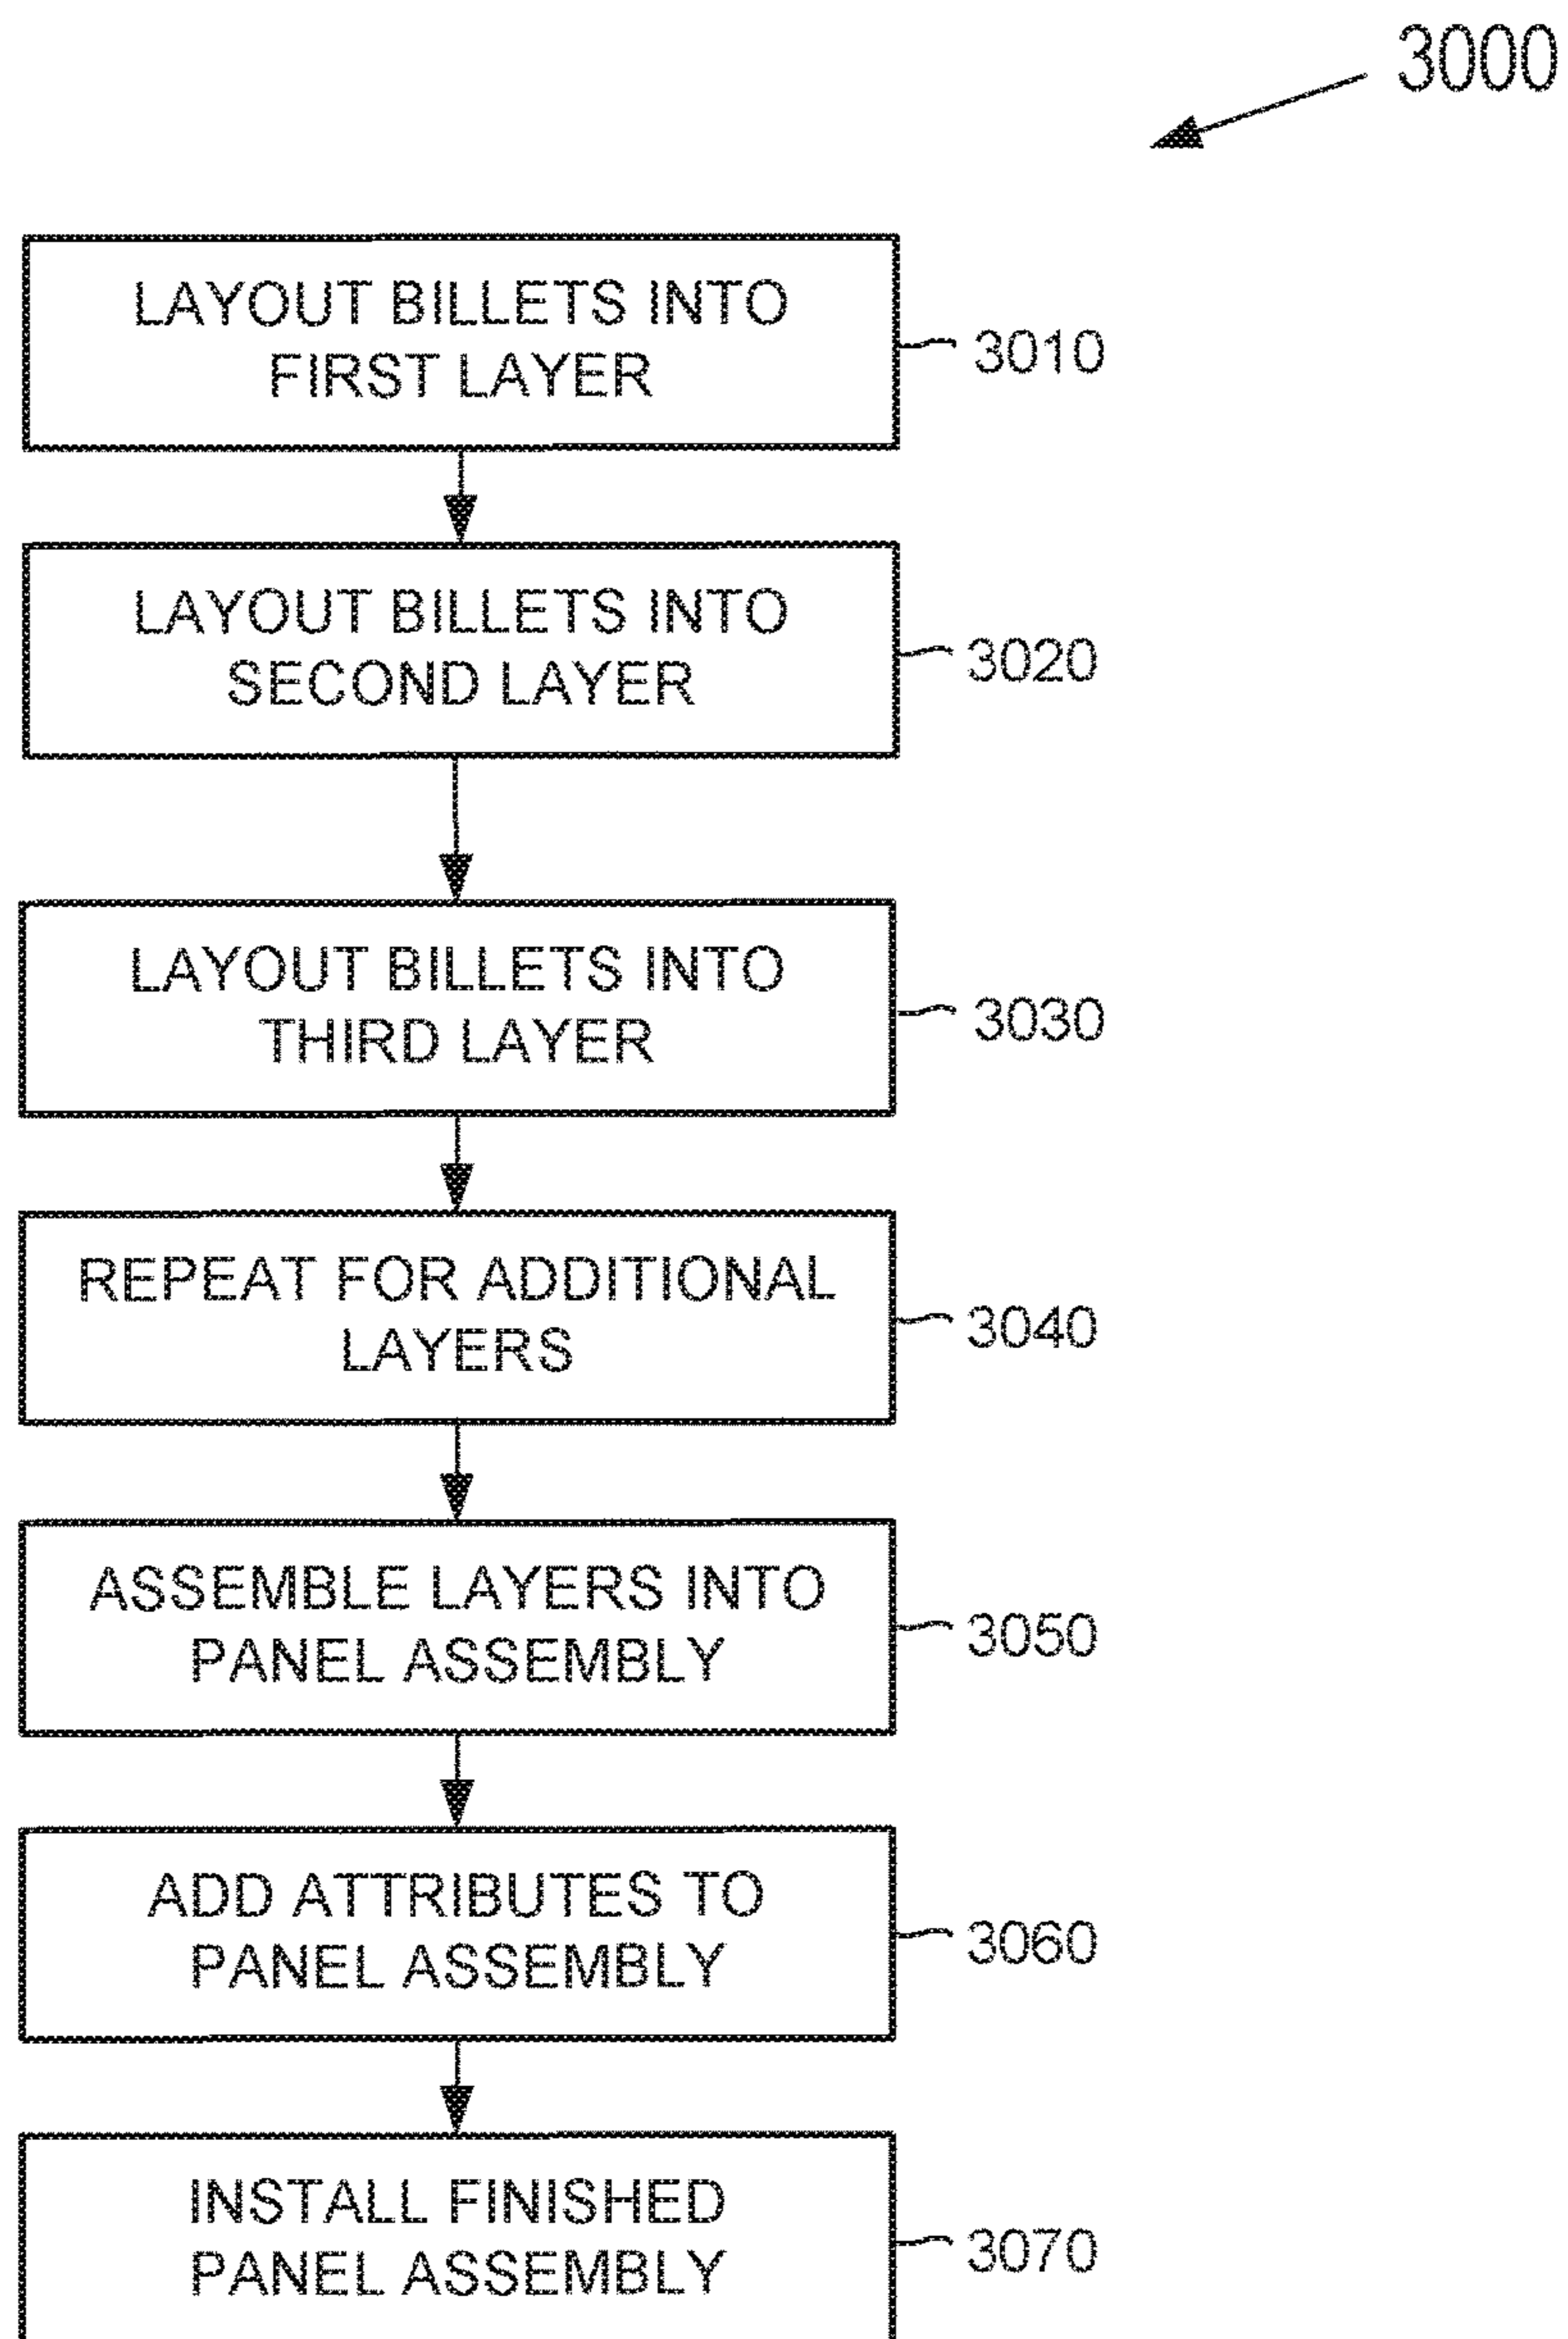 3000
LAYOUT BILLETS INTO
FIRST LAYER
3010
LAYOUT BILLETS INTO
SECOND LAYER
3020
LAYOUT BILLETS INTO
THIRD LAYER
3030
REPEAT FOR ADDITIONAL
LAYERS
3040
ASSEMBLE LAYERS INTO
PANEL ASSEMBLY
3050
ADD ATTRIBUTES TO
PANEL ASSEMBLY
3060
INSTALL FINISHED
PANEL ASSEMBLY
3070